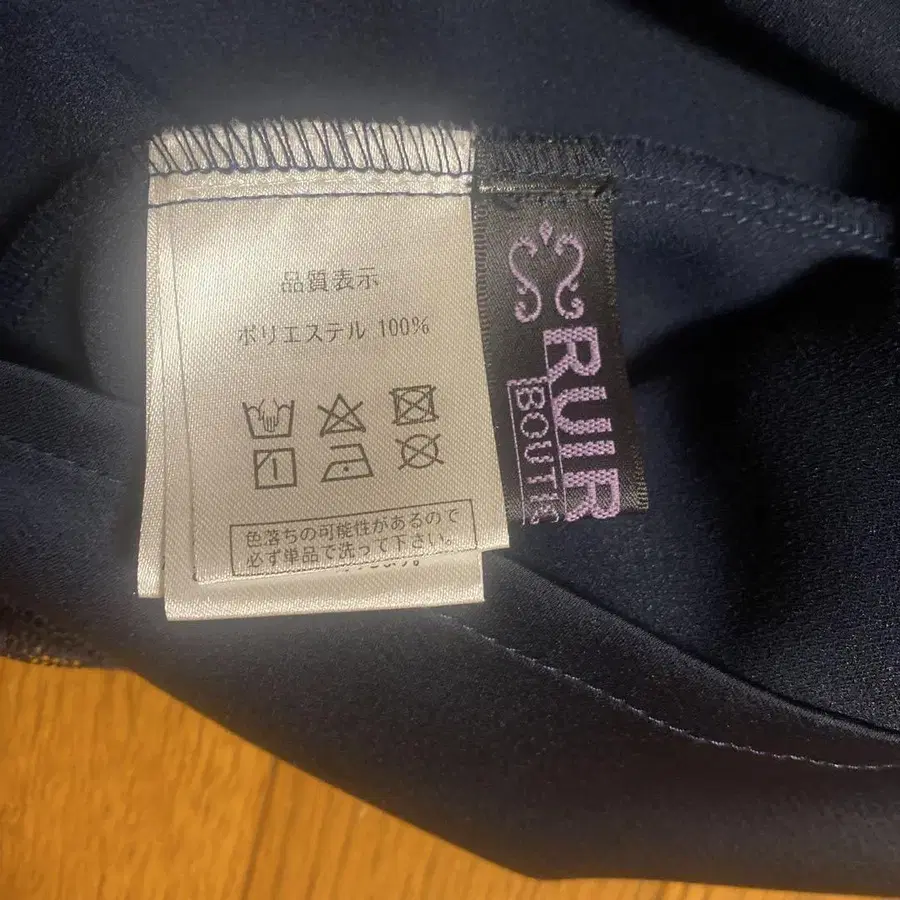 品質表示
ポリエステル 100%
色落ちの可能性があるので
必ず単品で洗って下さい。
RUIR
BOUTI